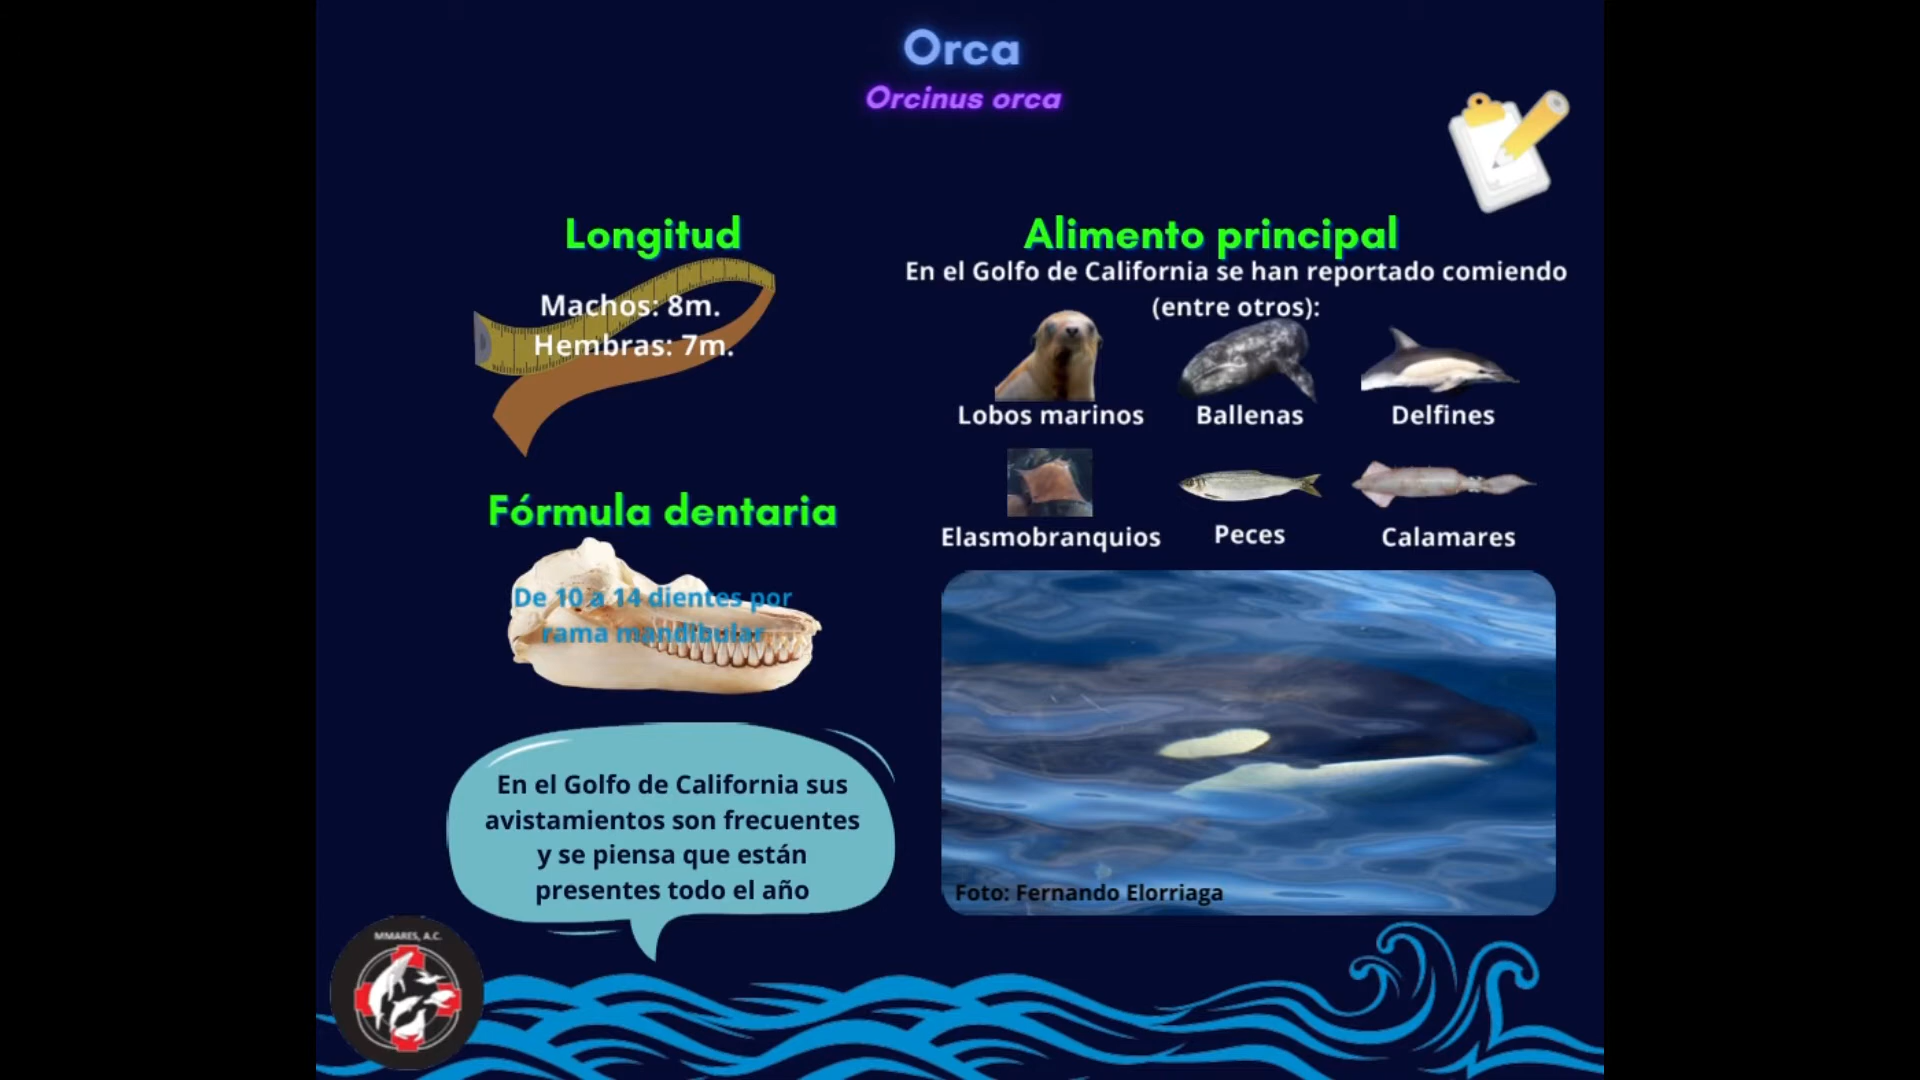 Orca
Orcinus orca
Longitud
Machos: 8m.
Hembras: 7m.
Alimento principal
En el Golfo de California se han reportado comiendo
(entre otros):
Lobos marinos
Ballenas
Delfines
Elasmobranquios
Peces
Calamares
Fórmula dentaria
De 10 a 14 dientes por
rama mandibular
En el Golfo de California sus
avistamientos son frecuentes
y se piensa que están
presentes todo el año
Foto: Fernando Elorriaga
MMARES, A.C.